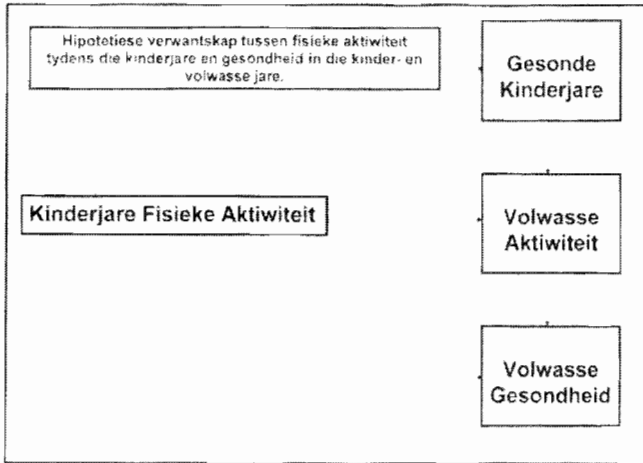 Hipotetiese verwantskap tussen fisieke aktiwiteit
tydens die kinderjare en gesondheid in die kinder- en
volwasse jare.
Gesonde
Kinderjare
Kinderjare Fisieke Aktiwiteit
Volwasse
Aktiwiteit
Volwasse
Gesondheid